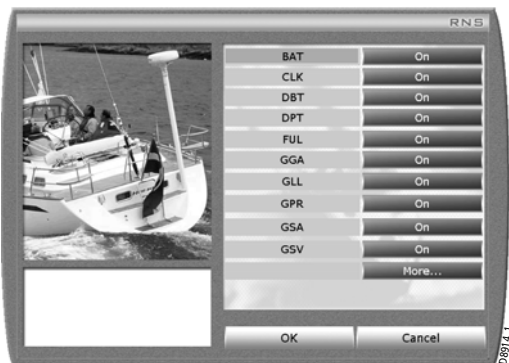 RNS
BAT On
CLK On
DBT On
DPT On
FUL On
GGA On
GLL On
GPR On
GSA On
GSV On
More...
OK Cancel
D8914_1